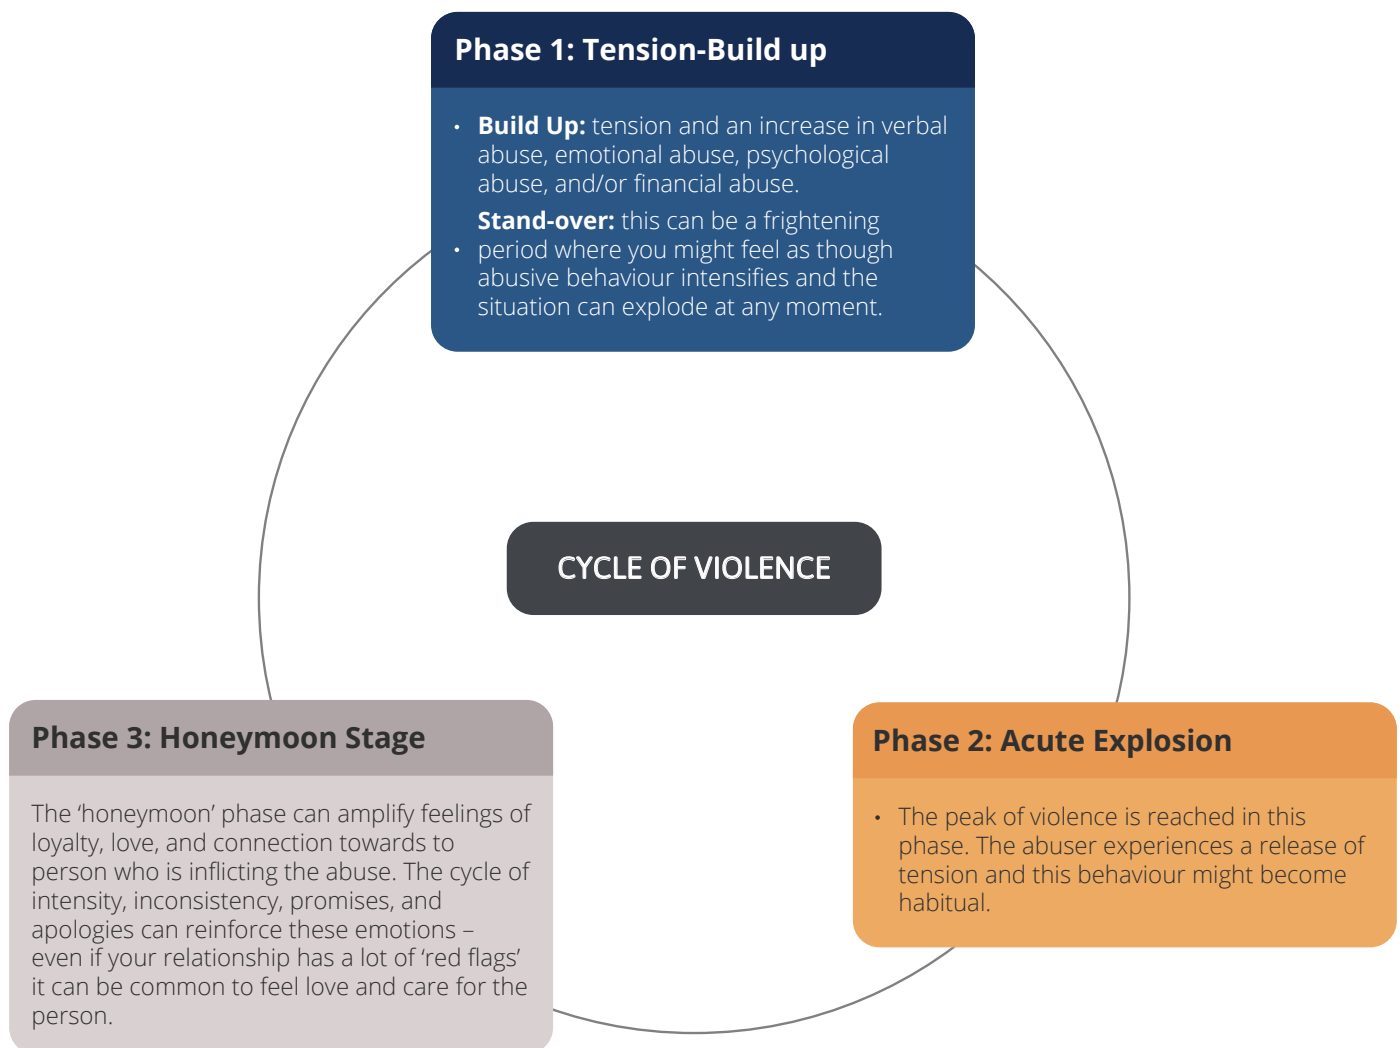 Phase 1: Tension-Build up
• Build Up: tension and an increase in verbal
abuse, emotional abuse, psychological
abuse, and/or financial abuse.
Stand-over: this can be a frightening
• period where you might feel as though
abusive behaviour intensifies and the
situation can explode at any moment.
CYCLE OF VIOLENCE
Phase 2: Acute Explosion
• The peak of violence is reached in this
phase. The abuser experiences a release of
tension and this behaviour might become
habitual.
Phase 3: Honeymoon Stage
The ‘honeymoon’ phase can amplify feelings of
loyalty, love, and connection towards to
person who is inflicting the abuse. The cycle of
intensity, inconsistency, promises, and
apologies can reinforce these emotions –
even if your relationship has a lot of ‘red flags’
it can be common to feel love and care for the
person.